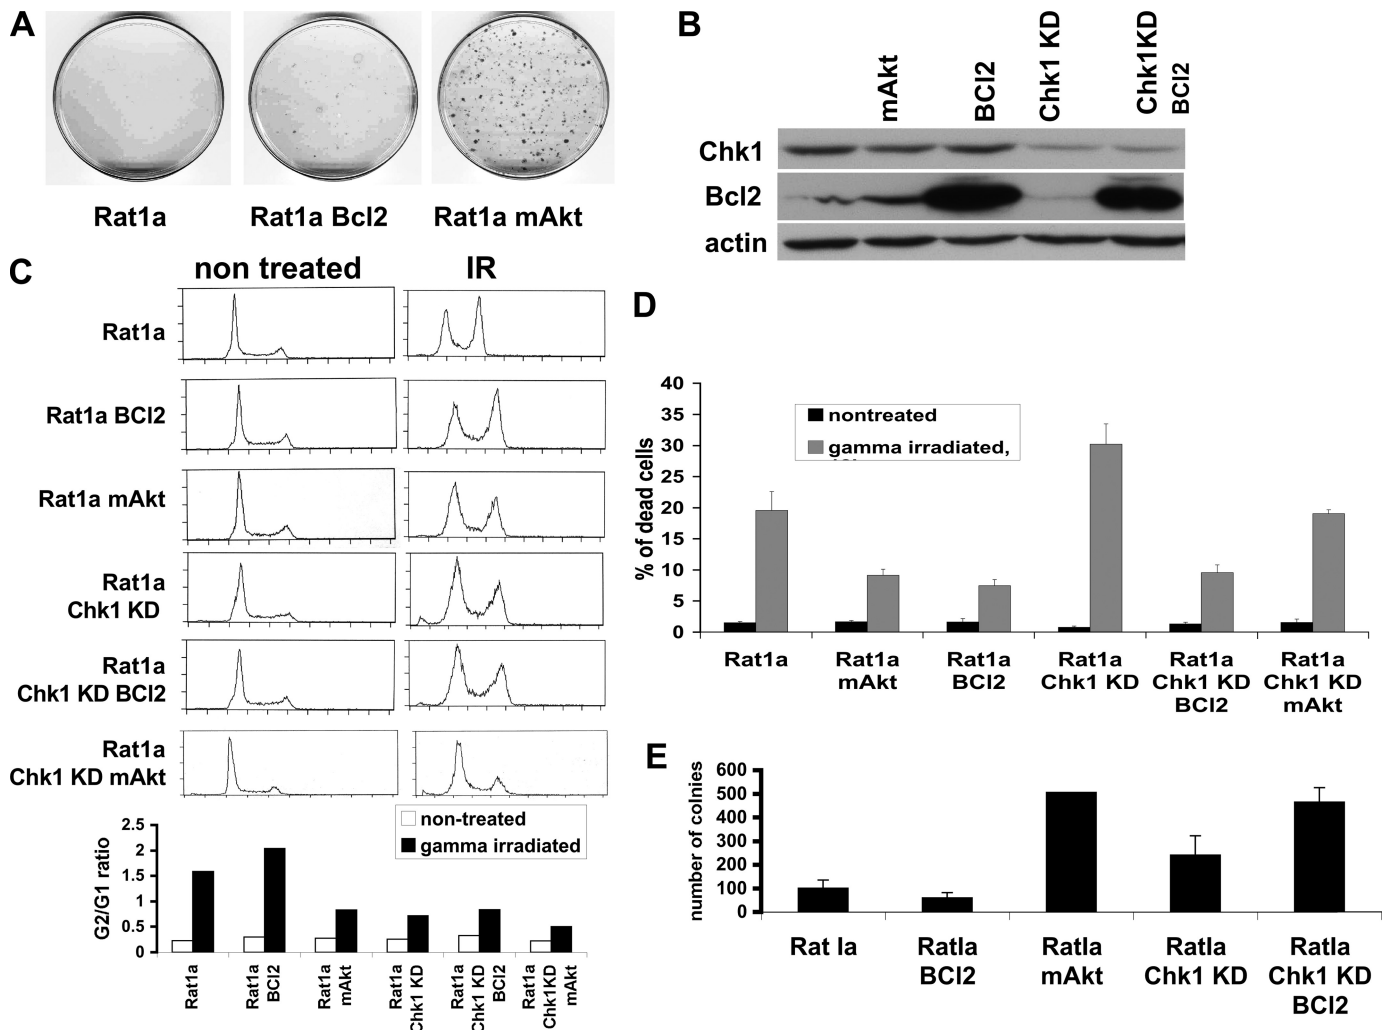 A
Rat1a
Rat1a Bcl2
Rat1a mAkt
B
mAkt
BCl2
Chk1 KD
Chk1KD
BCl2
Chk1
Bcl2
actin
C
non treated
IR
Rat1a
Rat1a BCl2
Rat1a mAkt
Rat1a
Chk1 KD
Rat1a
Chk1 KD BCl2
Rat1a
Chk1 KD mAkt
non-treated
gamma irradiated
G2/G1 ratio
2.5
2
1.5
1
0.5
0
Rat1a
Rat1a
BCl2
Rat1a
mAkt
Rat1a
Chk1 KD
Rat1a
Chk1 KD
BCl2
Rat1a
Chk1KD
mAkt
D
% of dead cells
40
35
30
25
20
15
10
5
0
nontreated
gamma irradiated,
Rat1a
Rat1a
mAkt
Rat1a
BCl2
Rat1a
Chk1 KD
Rat1a
Chk1 KD
BCl2
Rat1a
Chk1 KD
mAkt
E
number of colnies
600
500
400
300
200
100
0
Rat Ia
RatIa
BCl2
RatIa
mAkt
RatIa
Chk1 KD
RatIa
Chk1 KD
BCl2